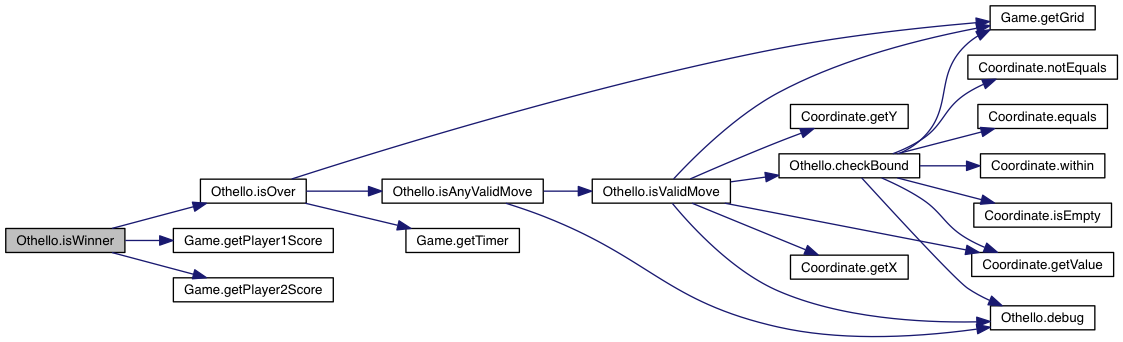 Game.getGrid
Coordinate.notEquals
Coordinate.getY
Coordinate.equals
Othello.checkBound
Coordinate.within
Othello.isOver
Othello.isAnyValidMove
Othello.isValidMove
Coordinate.isEmpty
Othello.isWinner
Game.getPlayer1Score
Game.getTimer
Coordinate.getX
Coordinate.getValue
Game.getPlayer2Score
Othello.debug